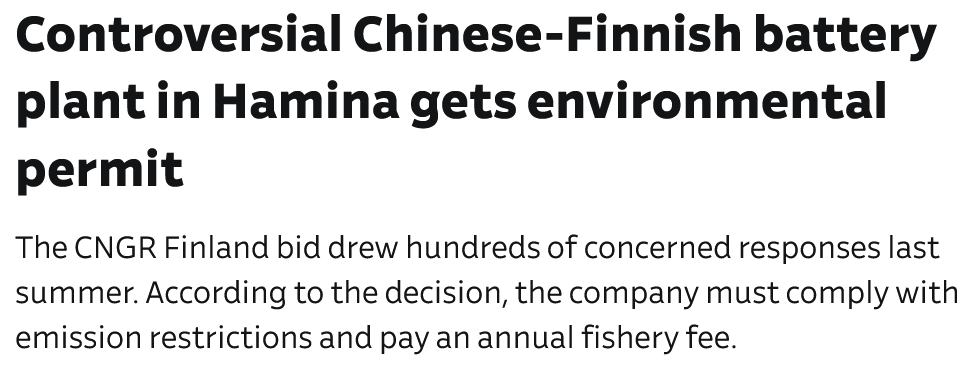 Controversial Chinese-Finnish battery
plant in Hamina gets environmental
permit
The CNGR Finland bid drew hundreds of concerned responses last
summer. According to the decision, the company must comply with
emission restrictions and pay an annual fishery fee.